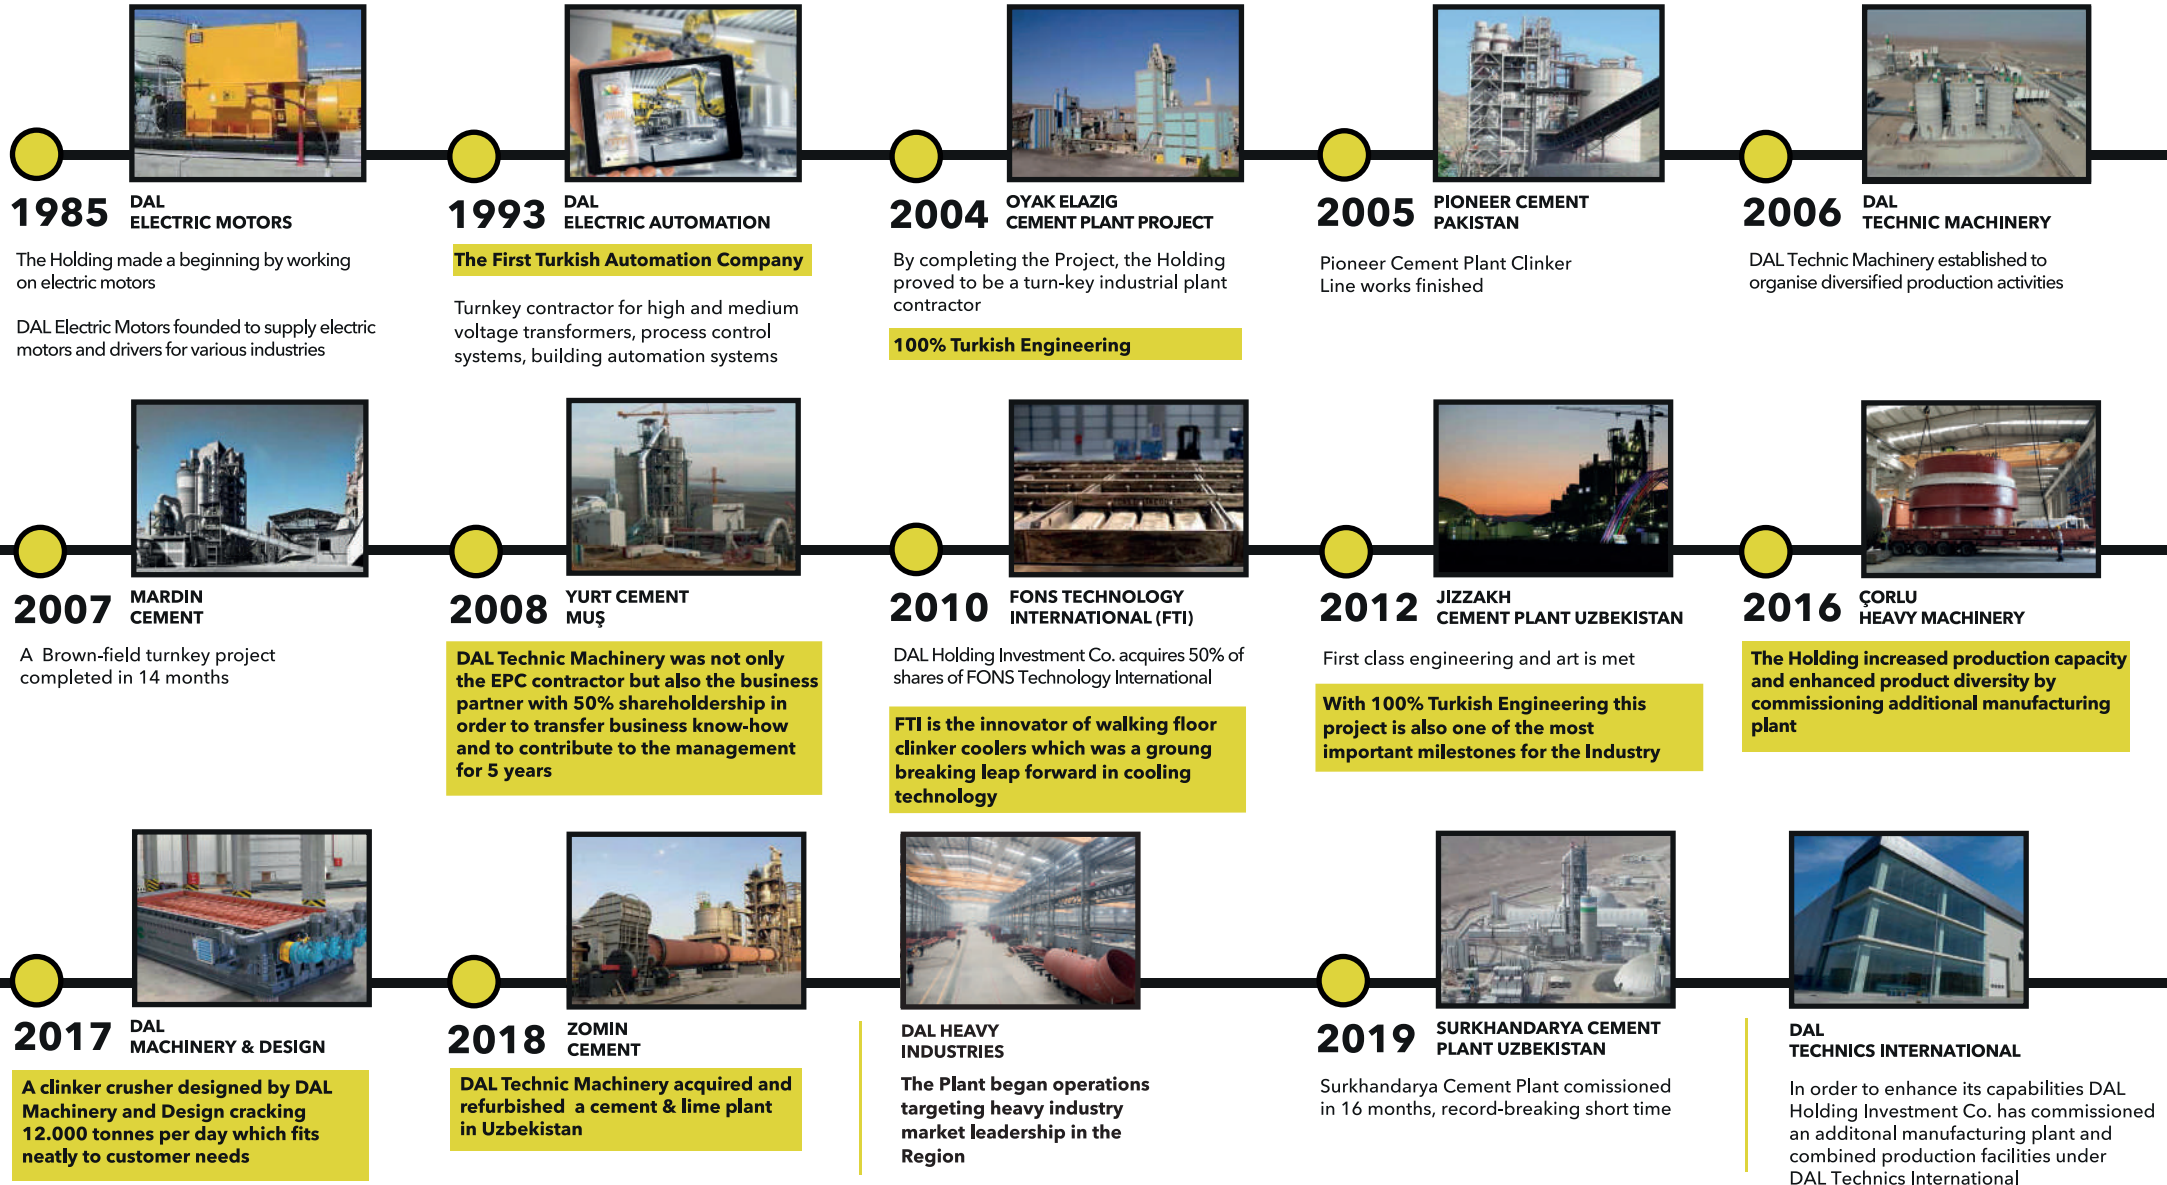 1985
DAL
ELECTRIC MOTORS
The Holding made a beginning by working
on electric motors
DAL Electric Motors founded to supply electric
motors and drivers for various industries
1993
DAL
ELECTRIC AUTOMATION
The First Turkish Automation Company
Turnkey contractor for high and medium
voltage transformers, process control
systems, building automation systems
2004
OYAK ELAZIG
CEMENT PLANT PROJECT
By completing the Project, the Holding
proved to be a turn-key industrial plant
contractor
100% Turkish Engineering
2005
PIONEER CEMENT
PAKISTAN
Pioneer Cement Plant Clinker
Line works finished
2006
DAL
TECHNIC MACHINERY
DAL Technic Machinery established to
organise diversified production activities
2007
MARDIN
CEMENT
A Brown-field turnkey project
completed in 14 months
2008
YURT CEMENT
MUŞ
DAL Technic Machinery was not only
the EPC contractor but also the business
partner with 50% shareholdership in
order to transfer business know-how
and to contribute to the management
for 5 years
2010
FONS TECHNOLOGY
INTERNATIONAL (FTI)
DAL Holding Investment Co. acquires 50% of
shares of FONS Technology International
FTI is the innovator of walking floor
clinker coolers which was a groung
breaking leap forward in cooling
technology
2012
JIZZAKH
CEMENT PLANT UZBEKISTAN
First class engineering and art is met
With 100% Turkish Engineering this
project is also one of the most
important milestones for the Industry
2016
ÇORLU
HEAVY MACHINERY
The Holding increased production capacity
and enhanced product diversity by
commissioning additional manufacturing
plant
2017
DAL
MACHINERY & DESIGN
A clinker crusher designed by DAL
Machinery and Design cracking
12.000 tonnes per day which fits
neatly to customer needs
2018
ZOMIN
CEMENT
DAL Technic Machinery acquired and
refurbished a cement & lime plant
in Uzbekistan
DAL HEAVY
INDUSTRIES
The Plant began operations
targeting heavy industry
market leadership in the
Region
2019
SURKHANDARYA CEMENT
PLANT UZBEKISTAN
Surkhandarya Cement Plant comissioned
in 16 months, record-breaking short time
DAL
TECHNICS INTERNATIONAL
In order to enhance its capabilities DAL
Holding Investment Co. has commissioned
an additonal manufacturing plant and
combined production facilities under
DAL Technics International